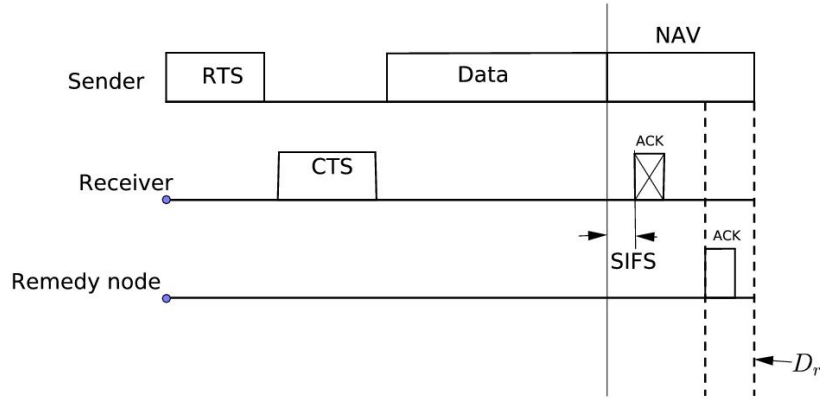 NAV
Sender
RTS
Data
ACK
Receiver
CTS
SIFS
ACK
Remedy node
D_r